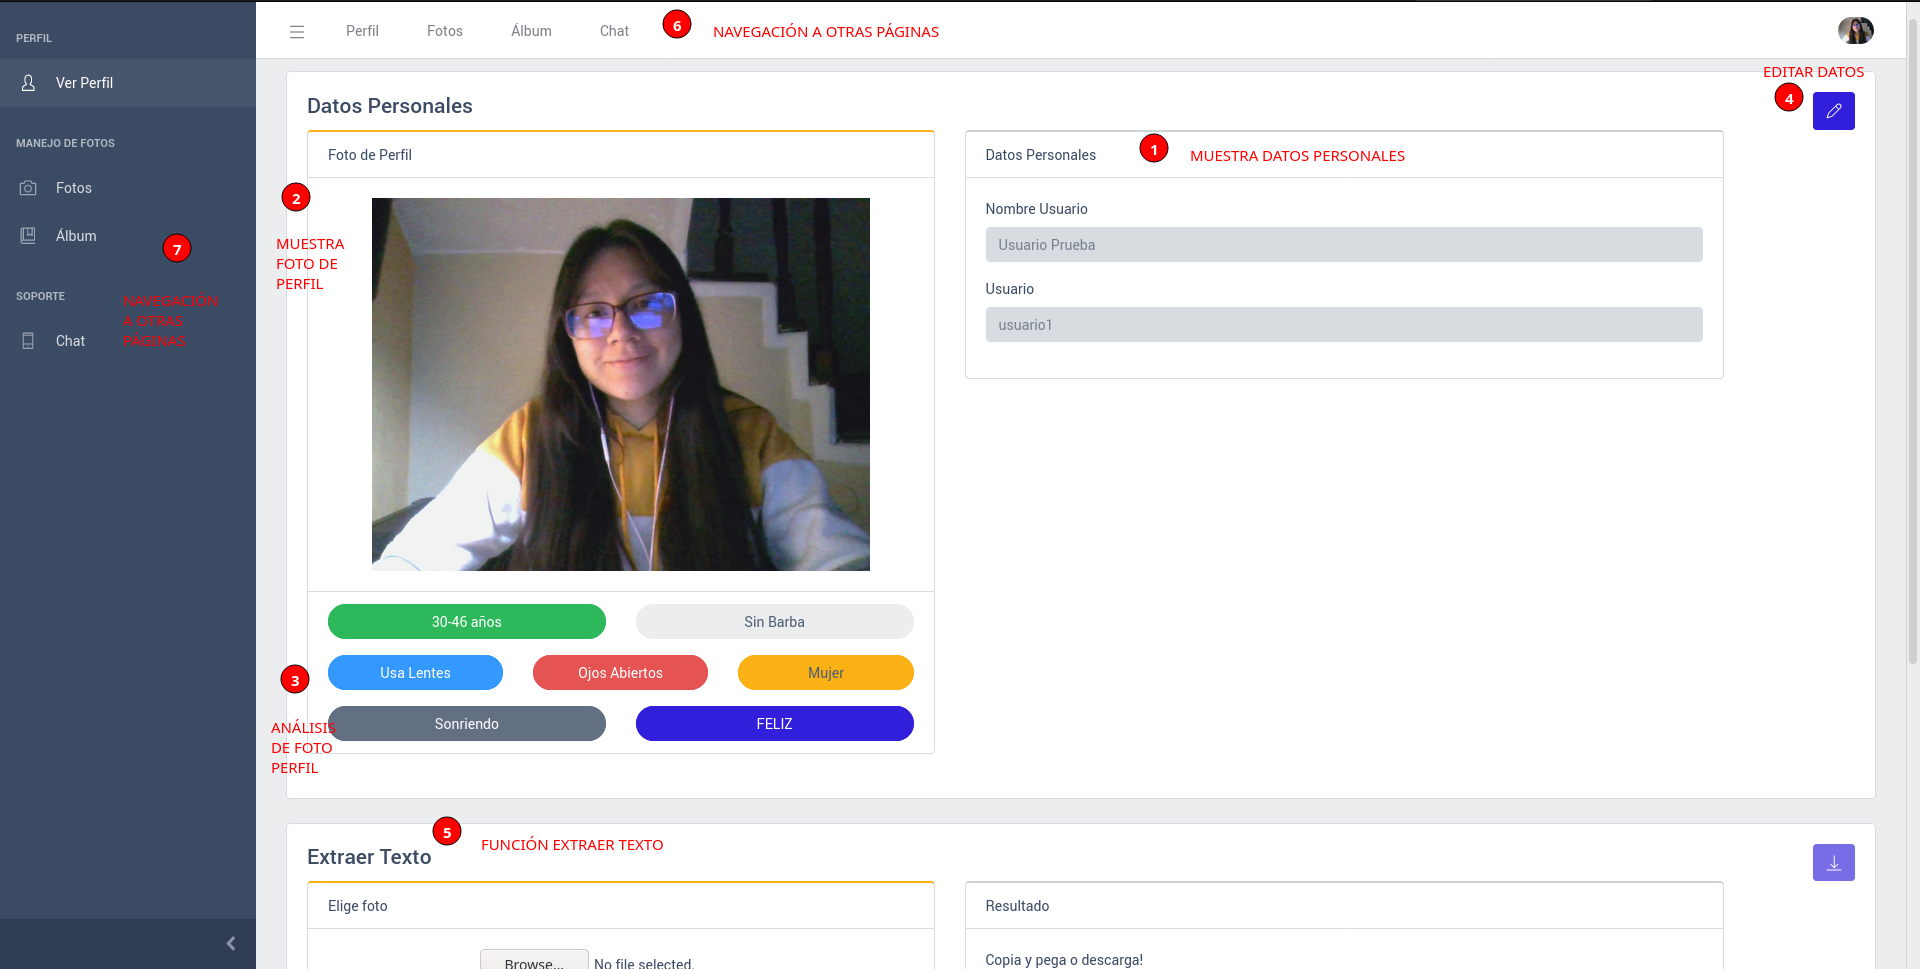 PERFIL
Ver Perfil
MANEJO DE FOTOS
Fotos
Álbum
7
SOPORTE
NAVEGACIÓN
A OTRAS
PÁGINAS
Chat
Perfil
Fotos
Álbum
Chat
6
NAVEGACIÓN A OTRAS PÁGINAS
EDITAR DATOS
4
Datos Personales
Foto de Perfil
2
MUESTRA
FOTO DE
PERFIL
30-46 años
Sin Barba
3
Usa Lentes
Ojos Abiertos
Mujer
ANÁLISIS
DE FOTO
PERFIL
Sonriendo
FELIZ
Datos Personales
1
MUESTRA DATOS PERSONALES
Nombre Usuario
Usuario Prueba
Usuario
usuario1
5
FUNCIÓN EXTRAER TEXTO
Extraer Texto
Elige foto
Browse...
No file selected.
Resultado
Copia y pega o descarga!